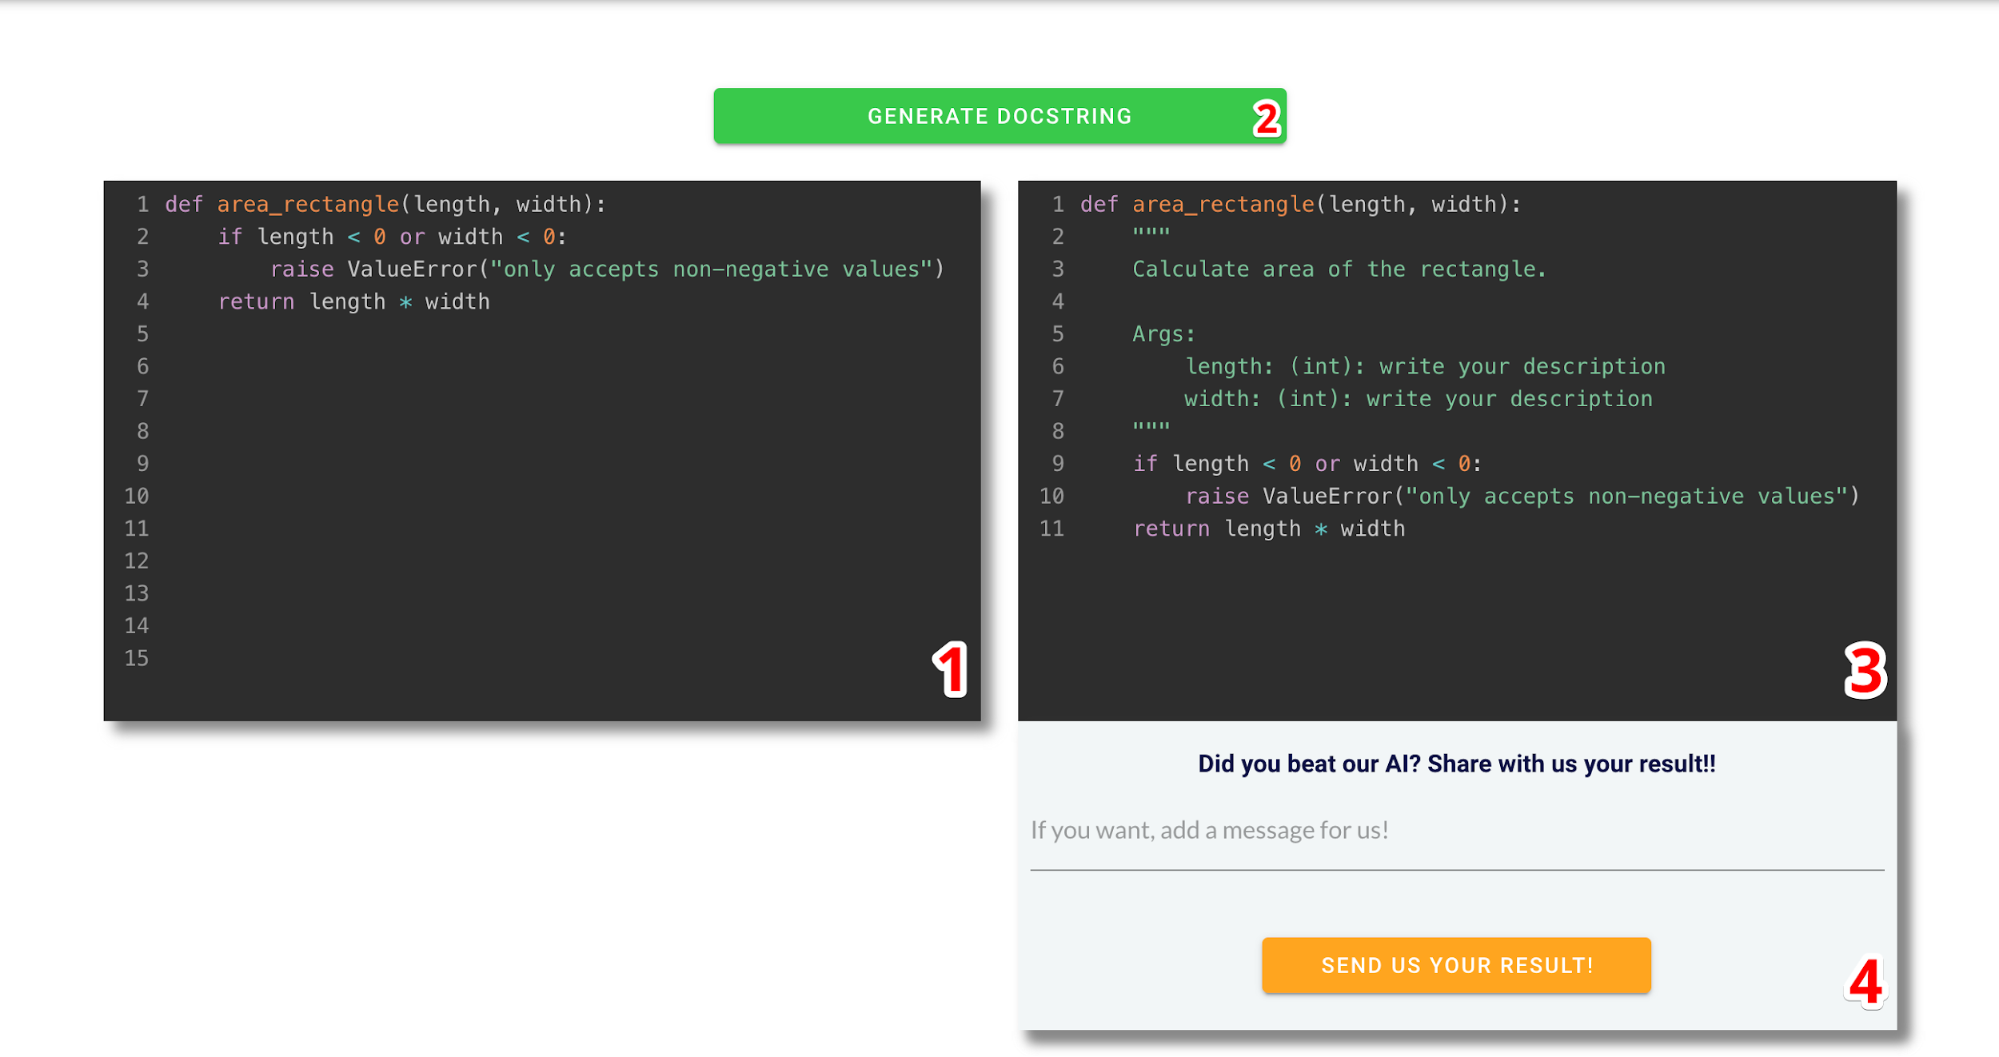 GENERATE DOCSTRING 2
1 def area_rectangle(length, width):
2     if length < 0 or width < 0:
3         raise ValueError("only accepts non-negative values")
4     return length * width
5
6
7
8
9
10
11
12
13
14
15
1
1 def area_rectangle(length, width):
2     """
3     Calculate area of the rectangle.
4
5     Args:
6         length: (int): write your description
7         width: (int): write your description
8     """
9     if length < 0 or width < 0:
10         raise ValueError("only accepts non-negative values")
11     return length * width
3
Did you beat our AI? Share with us your result!!
If you want, add a message for us!
SEND US YOUR RESULT!
4